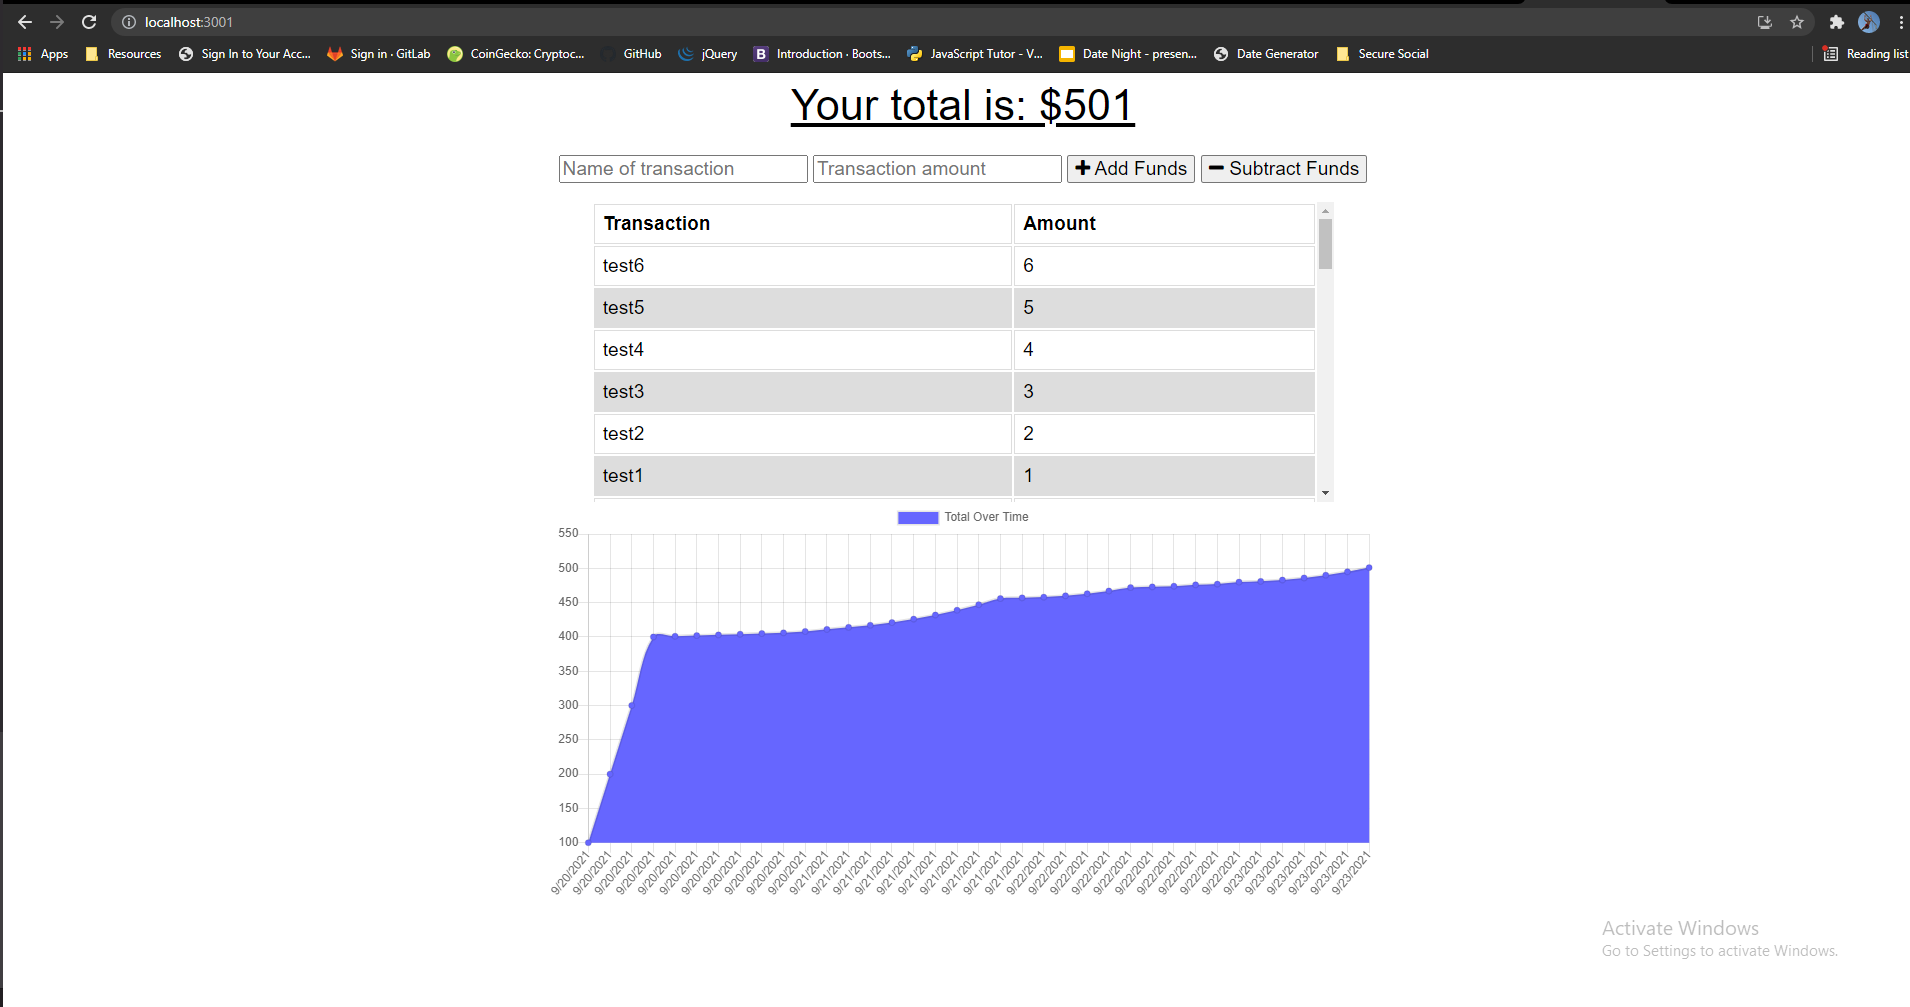 localhost:3001
Apps Resources Sign In to Your Acc... Sign in · GitLab CoinGecko: Cryptoc... GitHub jQuery B Introduction · Boots... JavaScript Tutor - V... Date Night - presen... Date Generator Secure Social Reading list
Your total is: $501
Name of transaction Transaction amount Add Funds Subtract Funds
Transaction Amount
test6 6
test5 5
test4 4
test3 3
test2 2
test1 1
Total Over Time
550
500
450
400
350
300
250
200
150
100
9/20/2021 9/20/2021 9/20/2021 9/20/2021 9/20/2021 9/20/2021 9/20/2021 9/20/2021 9/20/2021 9/20/2021 9/20/2021 9/21/2021 9/21/2021 9/21/2021 9/21/2021 9/21/2021 9/21/2021 9/21/2021 9/21/2021 9/21/2021 9/21/2021 9/22/2021 9/22/2021 9/22/2021 9/22/2021 9/22/2021 9/22/2021 9/22/2021 9/22/2021 9/22/2021 9/22/2021 9/23/2021 9/23/2021 9/23/2021 9/23/2021 9/23/2021 9/23/2021
Activate Windows
Go to Settings to activate Windows.